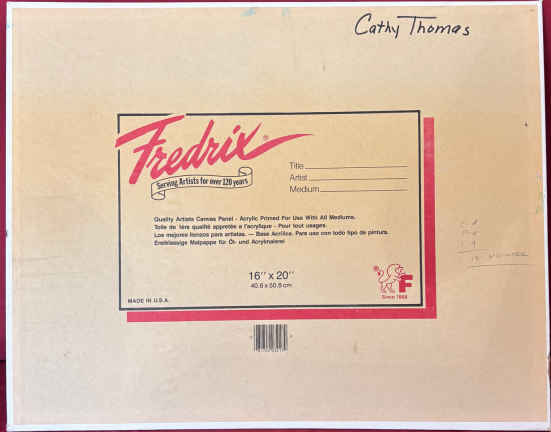 Cathy Thomas
Fredrix®
Serving Artists for over 120 years
Title
Artist
Medium
Quality Artists Canvas Panel - Acrylic Primed For Use With All Mediums.
Toile de 1ère qualité apprêtée à l'acrylique - Pour tout usages.
Los mejores lienzos para artistas. — Base Acrílica. Para uso con todo tipo de pintura.
Erstklassige Malpappe für Öl- und Acrylmalerei
16" x 20"
40.6 x 50.8 cm
MADE IN U.S.A.
F
Since 1868